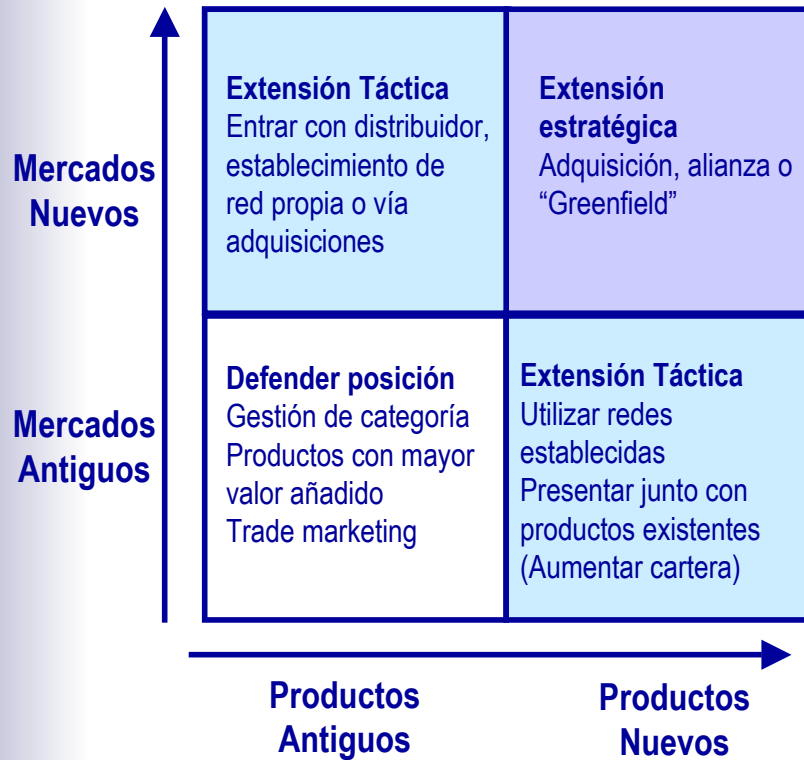 Mercados
Nuevos
Extensión Táctica
Entrar con distribuidor,
establecimiento de
red propia o vía
adquisiciones
Extensión
estratégica
Adquisición, alianza o
“Greenfield”
Mercados
Antiguos
Defender posición
Gestión de categoría
Productos con mayor
valor añadido
Trade marketing
Extensión Táctica
Utilizar redes
establecidas
Presentar junto con
productos existentes
(Aumentar cartera)
Productos
Antiguos
Productos
Nuevos